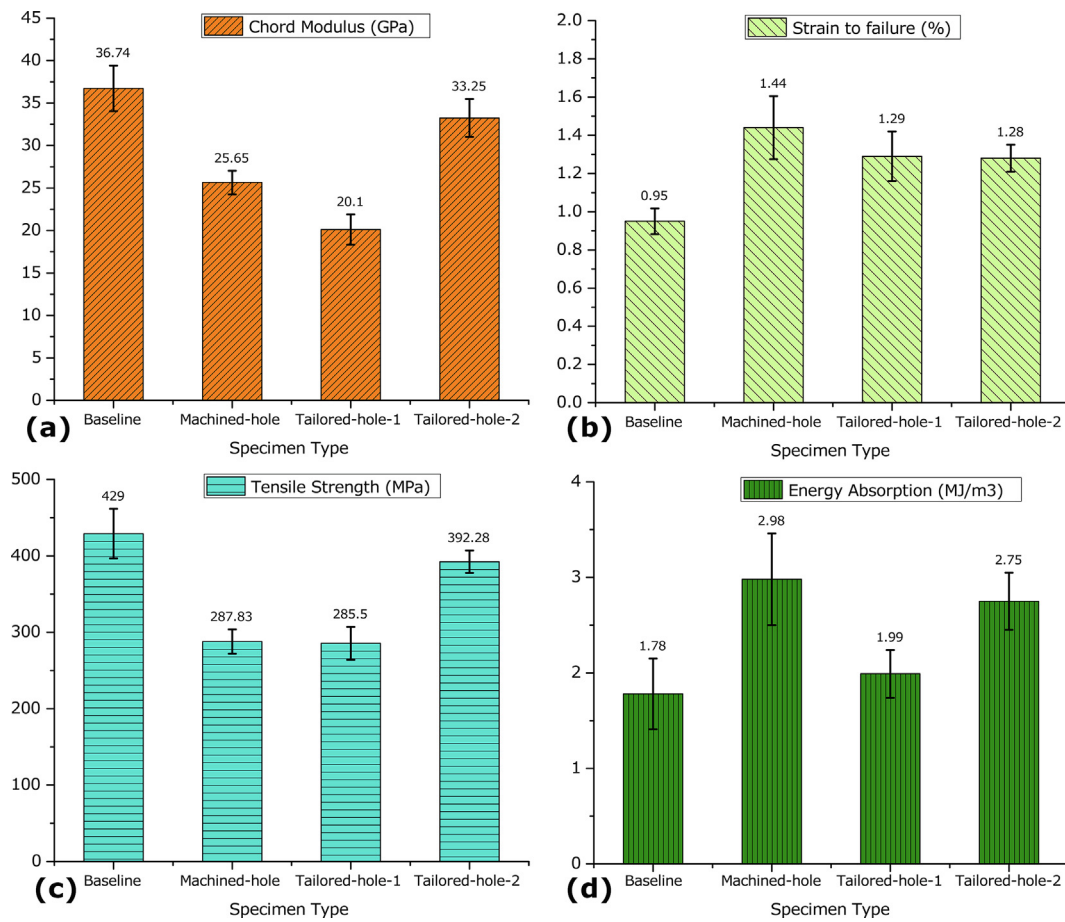 Chord Modulus (GPa)
45
40
35
30
25
20
15
10
5
0
36.74
25.65
20.1
33.25
Baseline
Machined-hole
Tailored-hole-1
Tailored-hole-2
(a)
Specimen Type
Strain to failure (%)
2.0
1.8
1.6
1.4
1.2
1.0
0.8
0.6
0.4
0.2
0.0
0.95
1.44
1.29
1.28
Baseline
Machined-hole
Tailored-hole-1
Tailored-hole-2
(b)
Specimen Type
Tensile Strength (MPa)
500
400
300
200
100
0
429
287.83
285.5
392.28
Baseline
Machined-hole
Tailored-hole-1
Tailored-hole-2
(c)
Specimen Type
Energy Absorption (MJ/m3)
4
3
2
1
0
1.78
2.98
1.99
2.75
Baseline
Machined-hole
Tailored-hole-1
Tailored-hole-2
(d)
Specimen Type